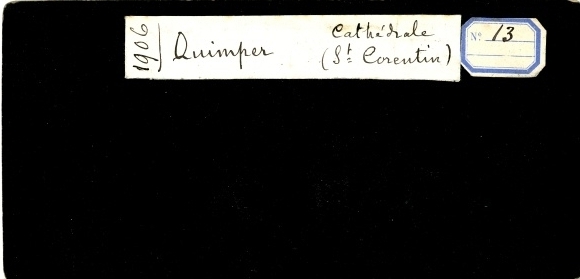 1906
Quimper
Cathédrale
(St Corentin)
No 13